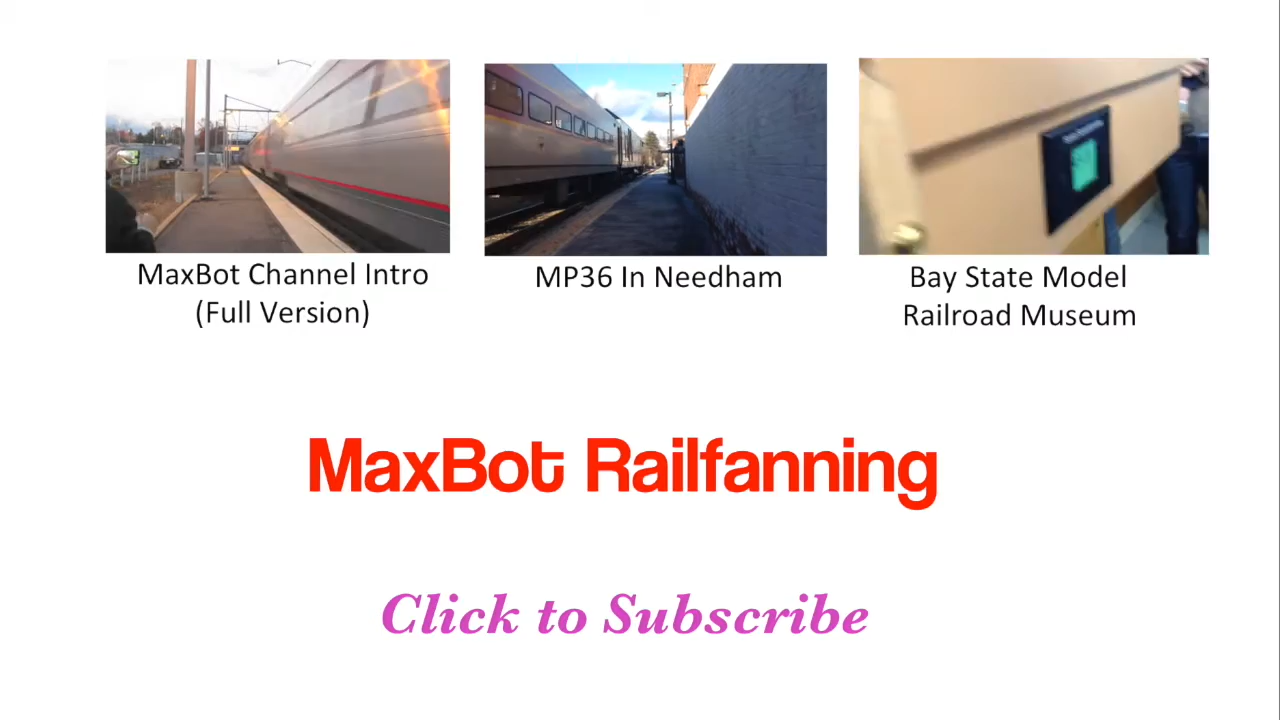 MaxBot Channel Intro
(Full Version)
MP36 In Needham
Bay State Model
Railroad Museum
MaxBot Railfanning
Click to Subscribe